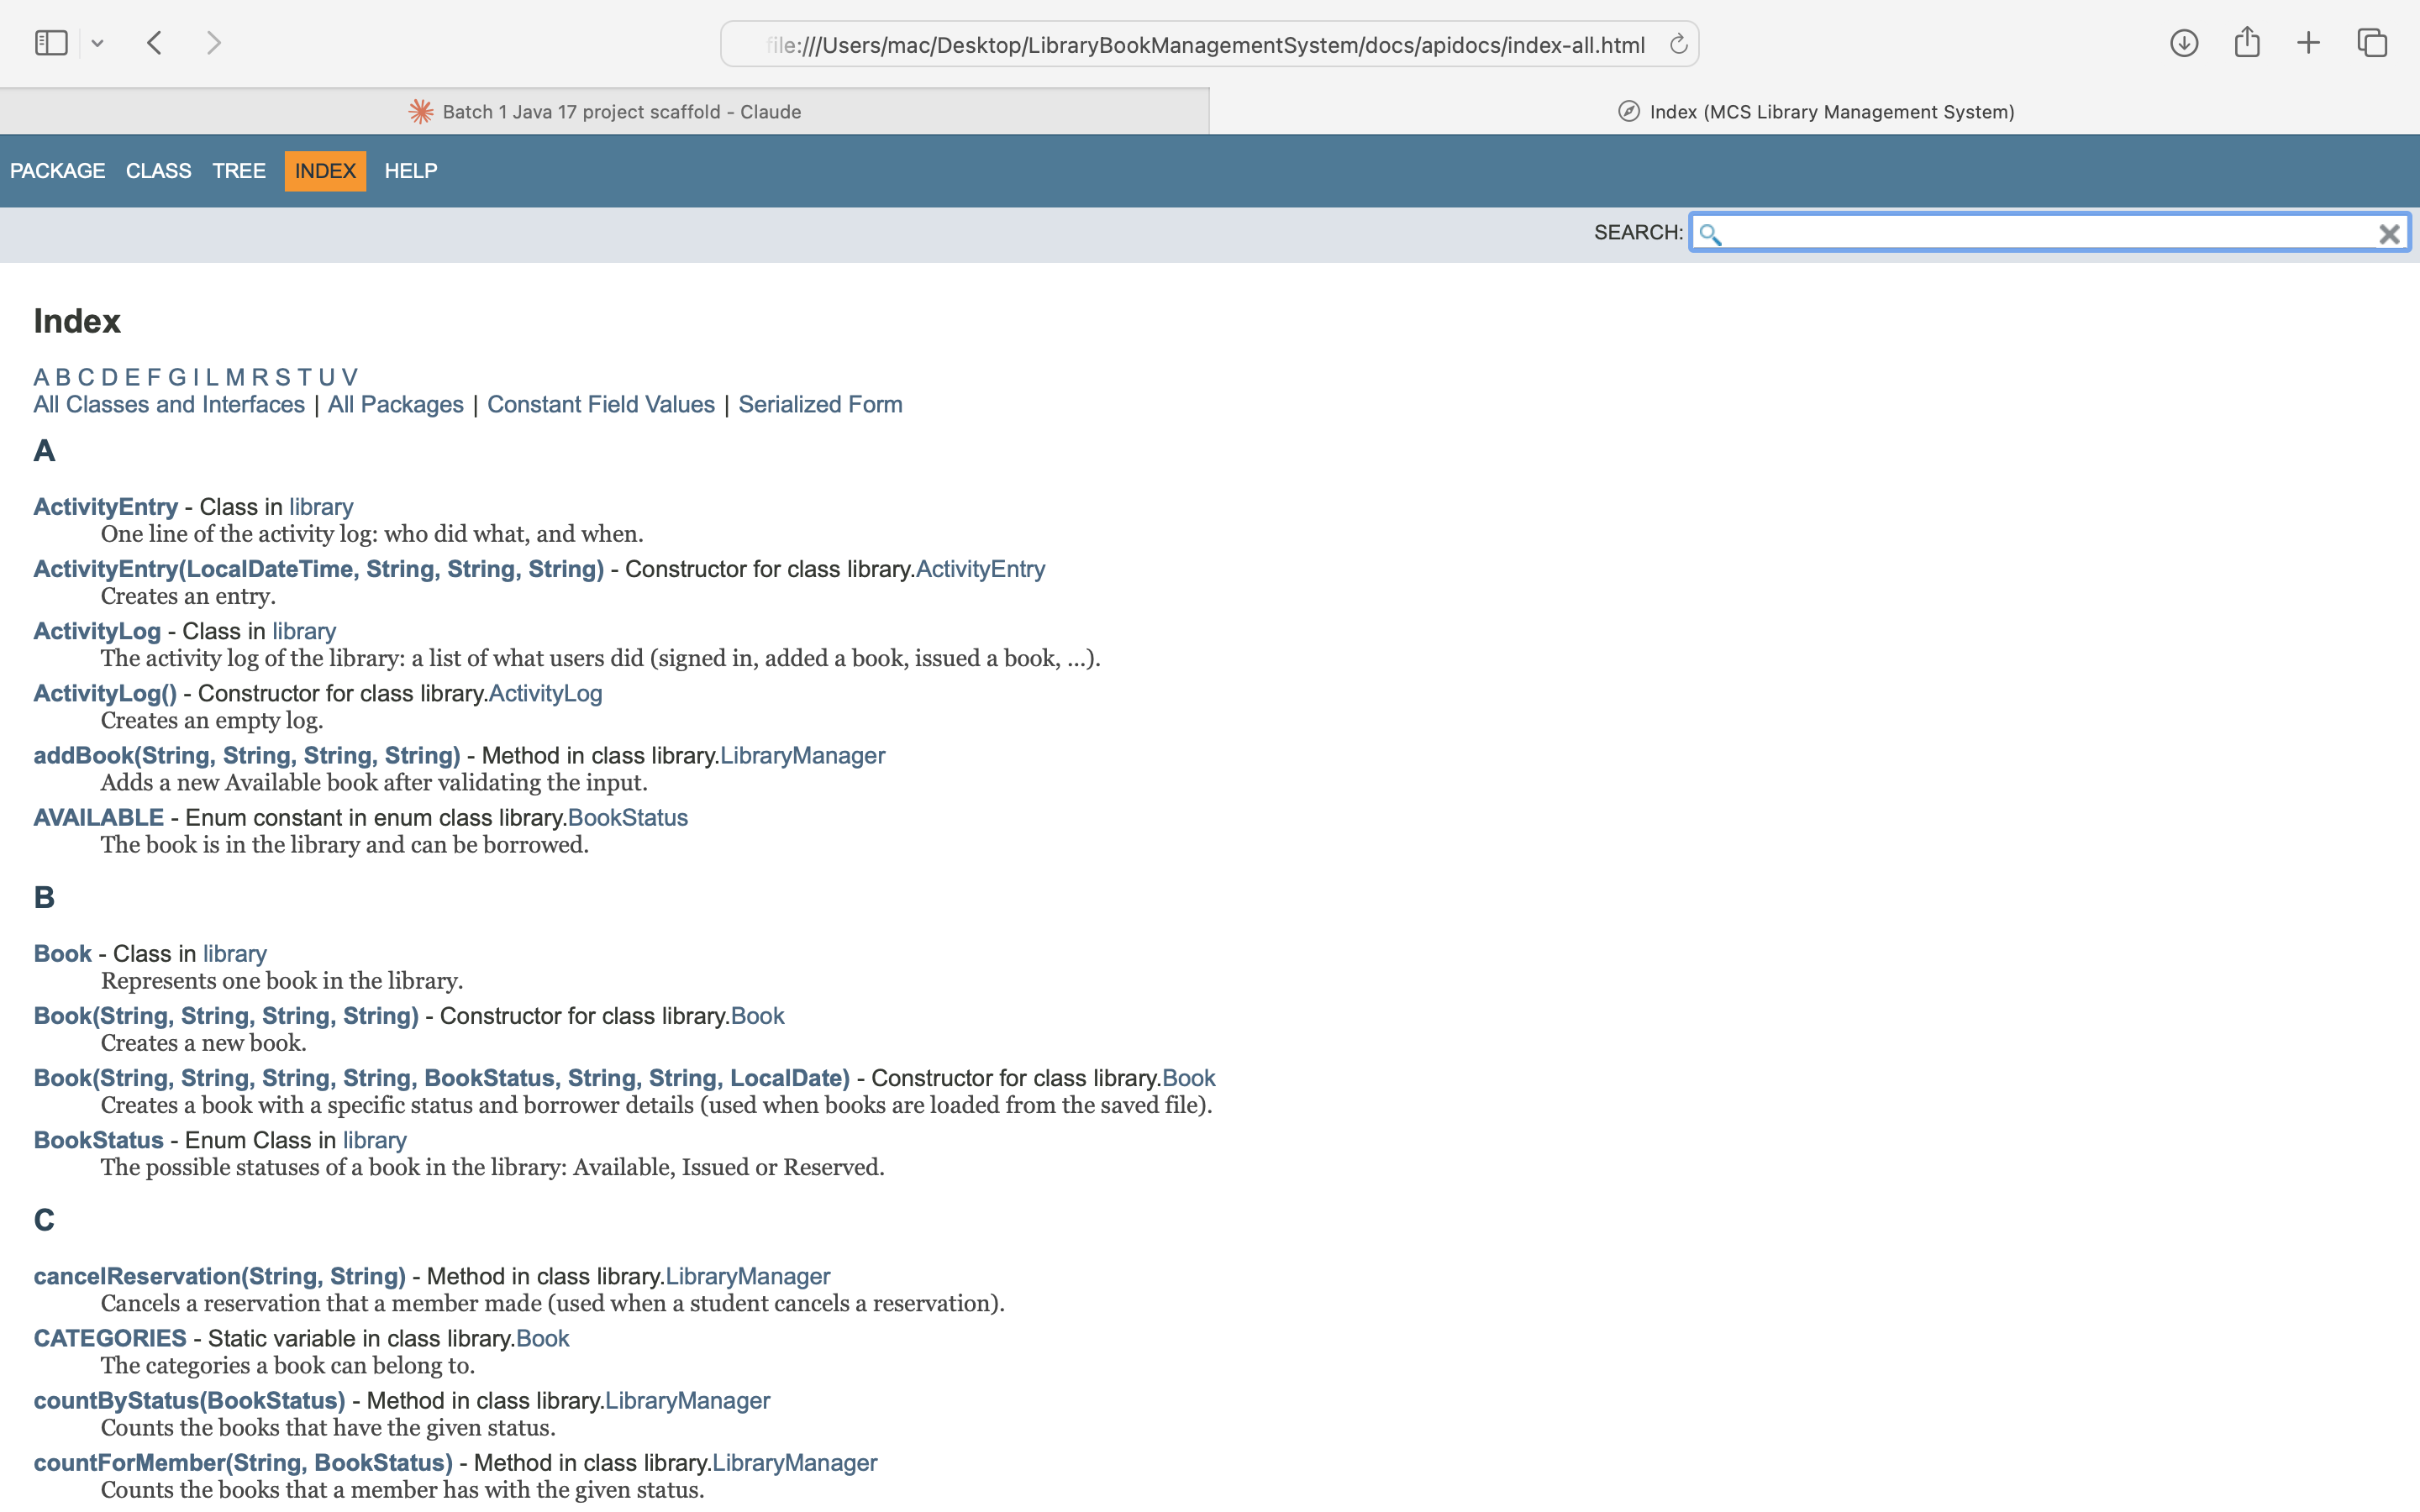 file:///Users/mac/Desktop/LibraryBookManagementSystem/docs/apidocs/index-all.html
Batch 1 Java 17 project scaffold - Claude
Index (MCS Library Management System)
PACKAGE CLASS TREE INDEX HELP
SEARCH:
Index
A B C D E F G I L M R S T U V
All Classes and Interfaces | All Packages | Constant Field Values | Serialized Form
A
ActivityEntry - Class in library
One line of the activity log: who did what, and when.
ActivityEntry(LocalDateTime, String, String, String) - Constructor for class library.ActivityEntry
Creates an entry.
ActivityLog - Class in library
The activity log of the library: a list of what users did (signed in, added a book, issued a book, ...).
ActivityLog() - Constructor for class library.ActivityLog
Creates an empty log.
addBook(String, String, String, String) - Method in class library.LibraryManager
Adds a new Available book after validating the input.
AVAILABLE - Enum constant in enum class library.BookStatus
The book is in the library and can be borrowed.
B
Book - Class in library
Represents one book in the library.
Book(String, String, String, String) - Constructor for class library.Book
Creates a new book.
Book(String, String, String, String, BookStatus, String, String, LocalDate) - Constructor for class library.Book
Creates a book with a specific status and borrower details (used when books are loaded from the saved file).
BookStatus - Enum Class in library
The possible statuses of a book in the library: Available, Issued or Reserved.
C
cancelReservation(String, String) - Method in class library.LibraryManager
Cancels a reservation that a member made (used when a student cancels a reservation).
CATEGORIES - Static variable in class library.Book
The categories a book can belong to.
countByStatus(BookStatus) - Method in class library.LibraryManager
Counts the books that have the given status.
countForMember(String, BookStatus) - Method in class library.LibraryManager
Counts the books that a member has with the given status.